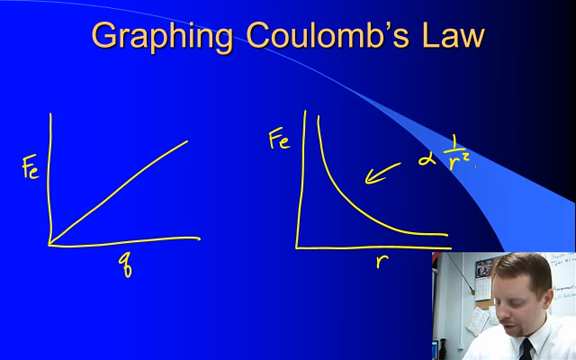 Graphing Coulomb's Law
Fe
q
Fe
r
α 1/r²